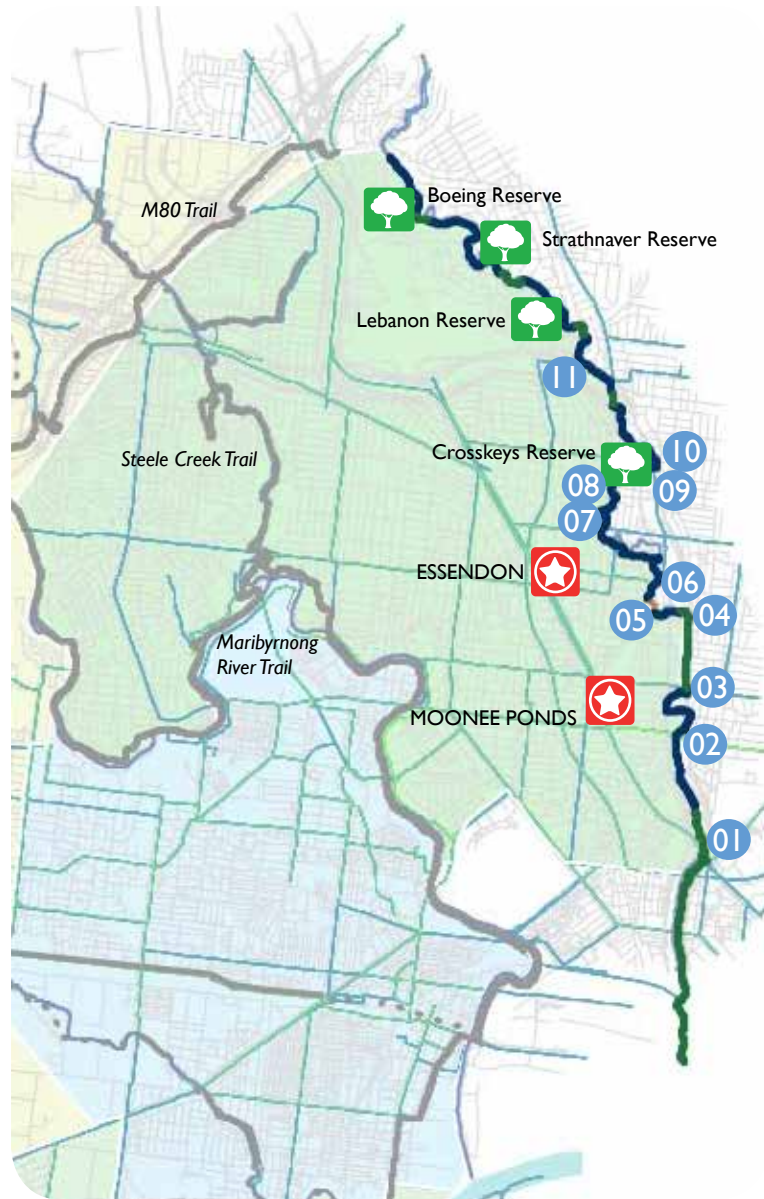 Boeing Reserve
M80 Trail
Strathnaver Reserve
Lebanon Reserve
11
Crosskeys Reserve
10
Steele Creek Trail
08
09
07
ESSENDON
06
05
04
Maribyrnong
River Trail
03
MOONEE PONDS
02
01